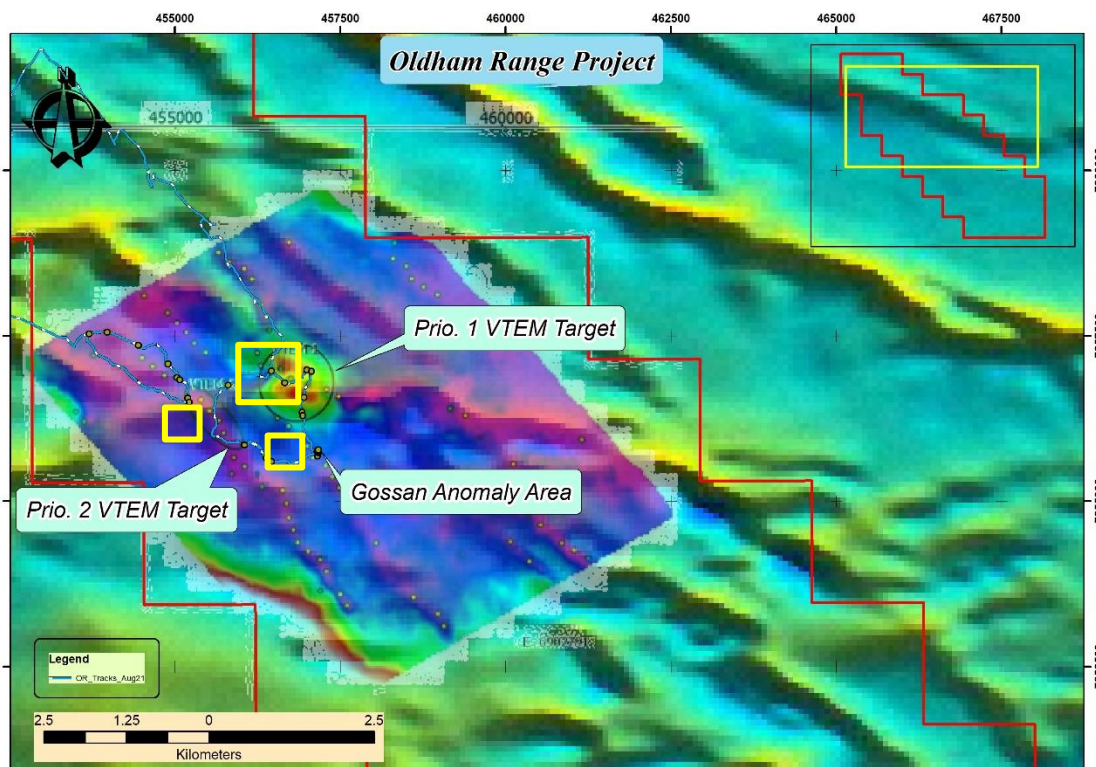 455000 457500 460000 462500 465000 467500
Oldham Range Project
N
455000
460000
Prio. 1 VTEM Target
Prio. 2 VTEM Target
Gossan Anomaly Area
Legend
OR_Tracks_Aug21
2.5 1.25 0 2.5
Kilometers